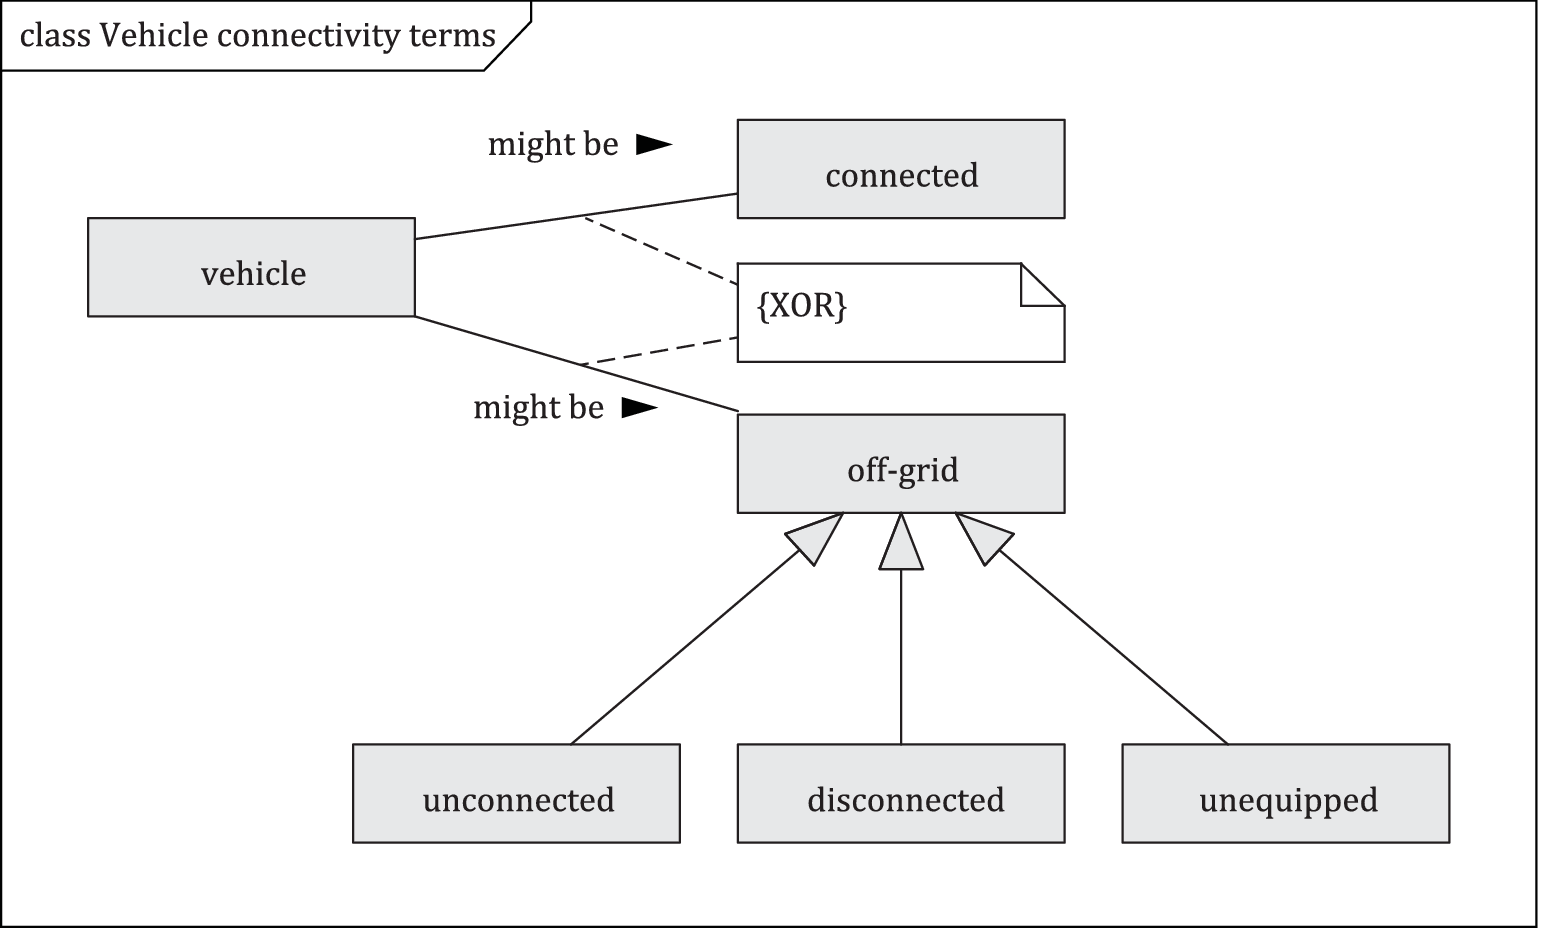 class Vehicle connectivity terms
might be
connected
vehicle
{XOR}
might be
off-grid
unconnected
disconnected
unequipped